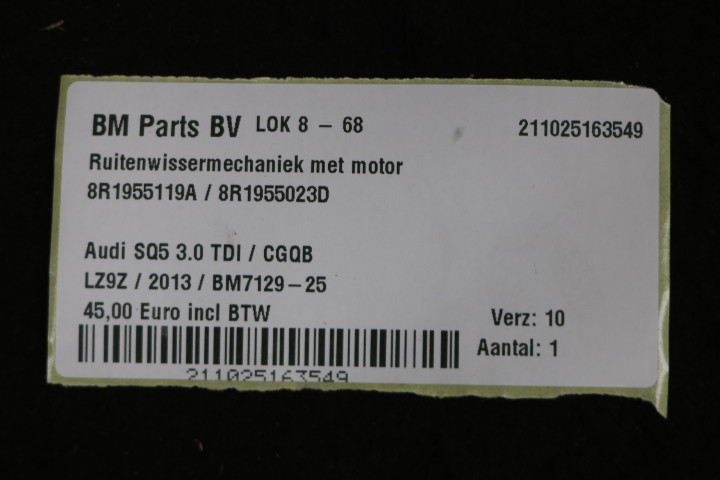 BM Parts BV LOK 8 – 68 211025163549
Ruitenwissermechaniek met motor
8R1955119A / 8R1955023D
Audi SQ5 3.0 TDI / CGQB
LZ9Z / 2013 / BM7129–25
45,00 Euro incl BTW
Verz: 10
Aantal: 1
211025163549